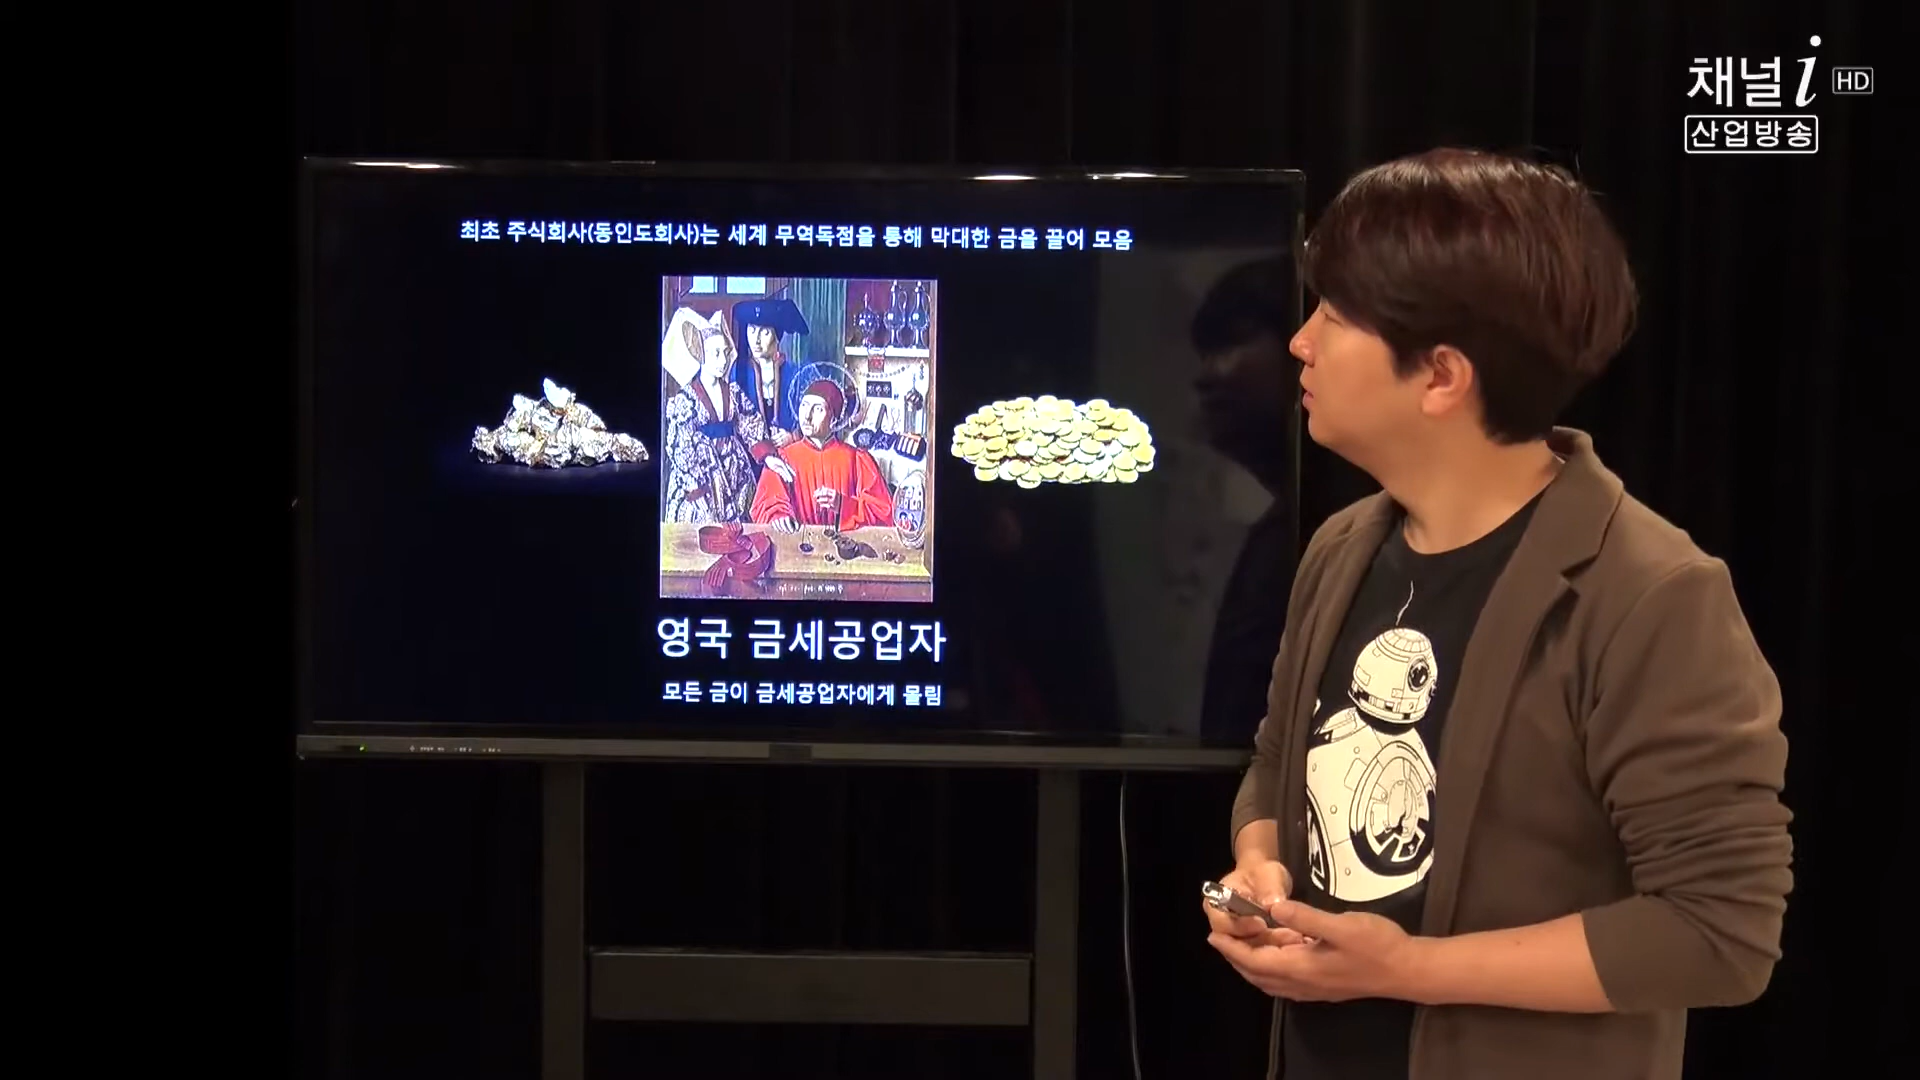 채널 i HD
산업방송
최초 주식회사(동인도회사)는 세계 무역독점을 통해 막대한 금을 끌어 모음
영국 금세공업자
모든 금이 금세공업자에게 몰림